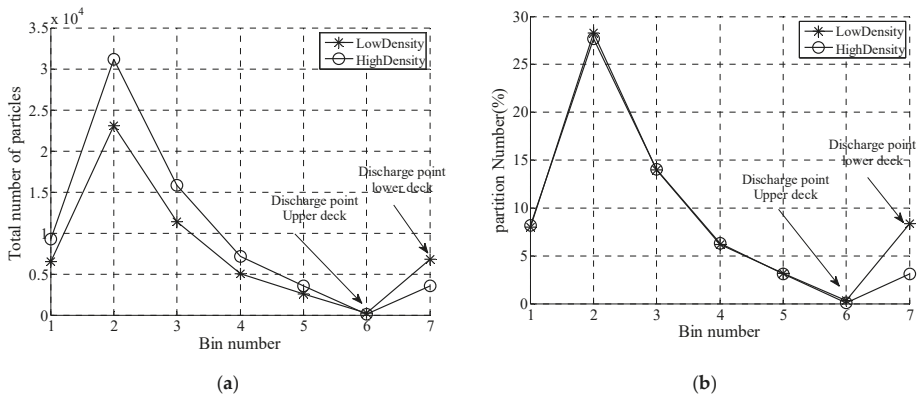 x 10⁴
3.5
3
2.5
2
1.5
1
0.5
0
Total number of particles
LowDensity
HighDensity
Discharge point
lower deck
Discharge point
Upper deck
1 2 3 4 5 6 7
Bin number
(a)
30
25
20
15
10
5
0
partition Number(%)
LowDensity
HighDensity
Discharge point
lower deck
Discharge point
Upper deck
1 2 3 4 5 6 7
Bin number
(b)